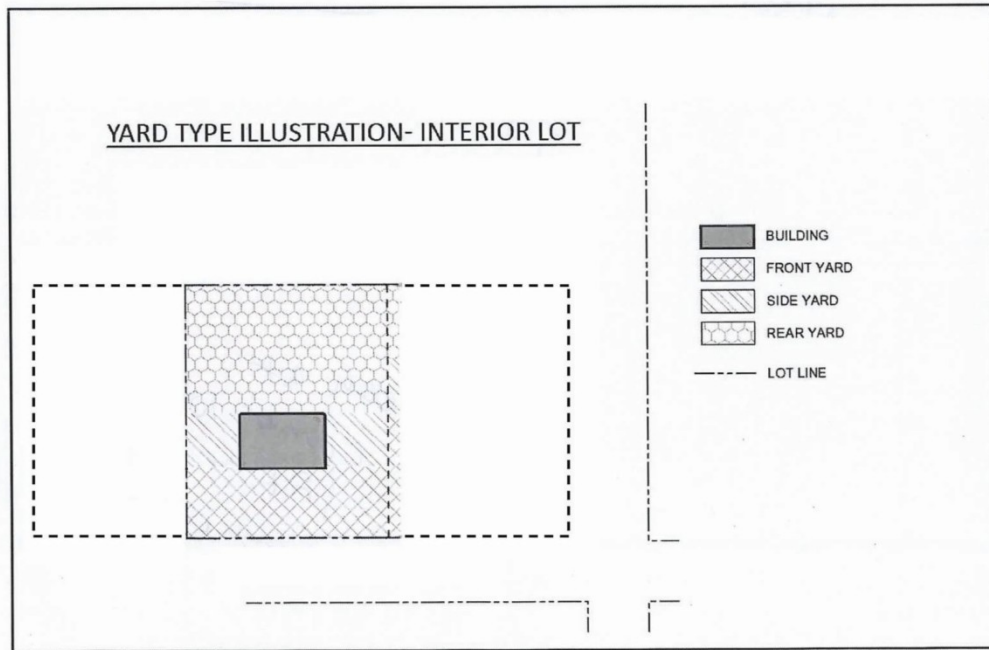 YARD TYPE ILLUSTRATION- INTERIOR LOT
BUILDING
FRONT YARD
SIDE YARD
REAR YARD
LOT LINE